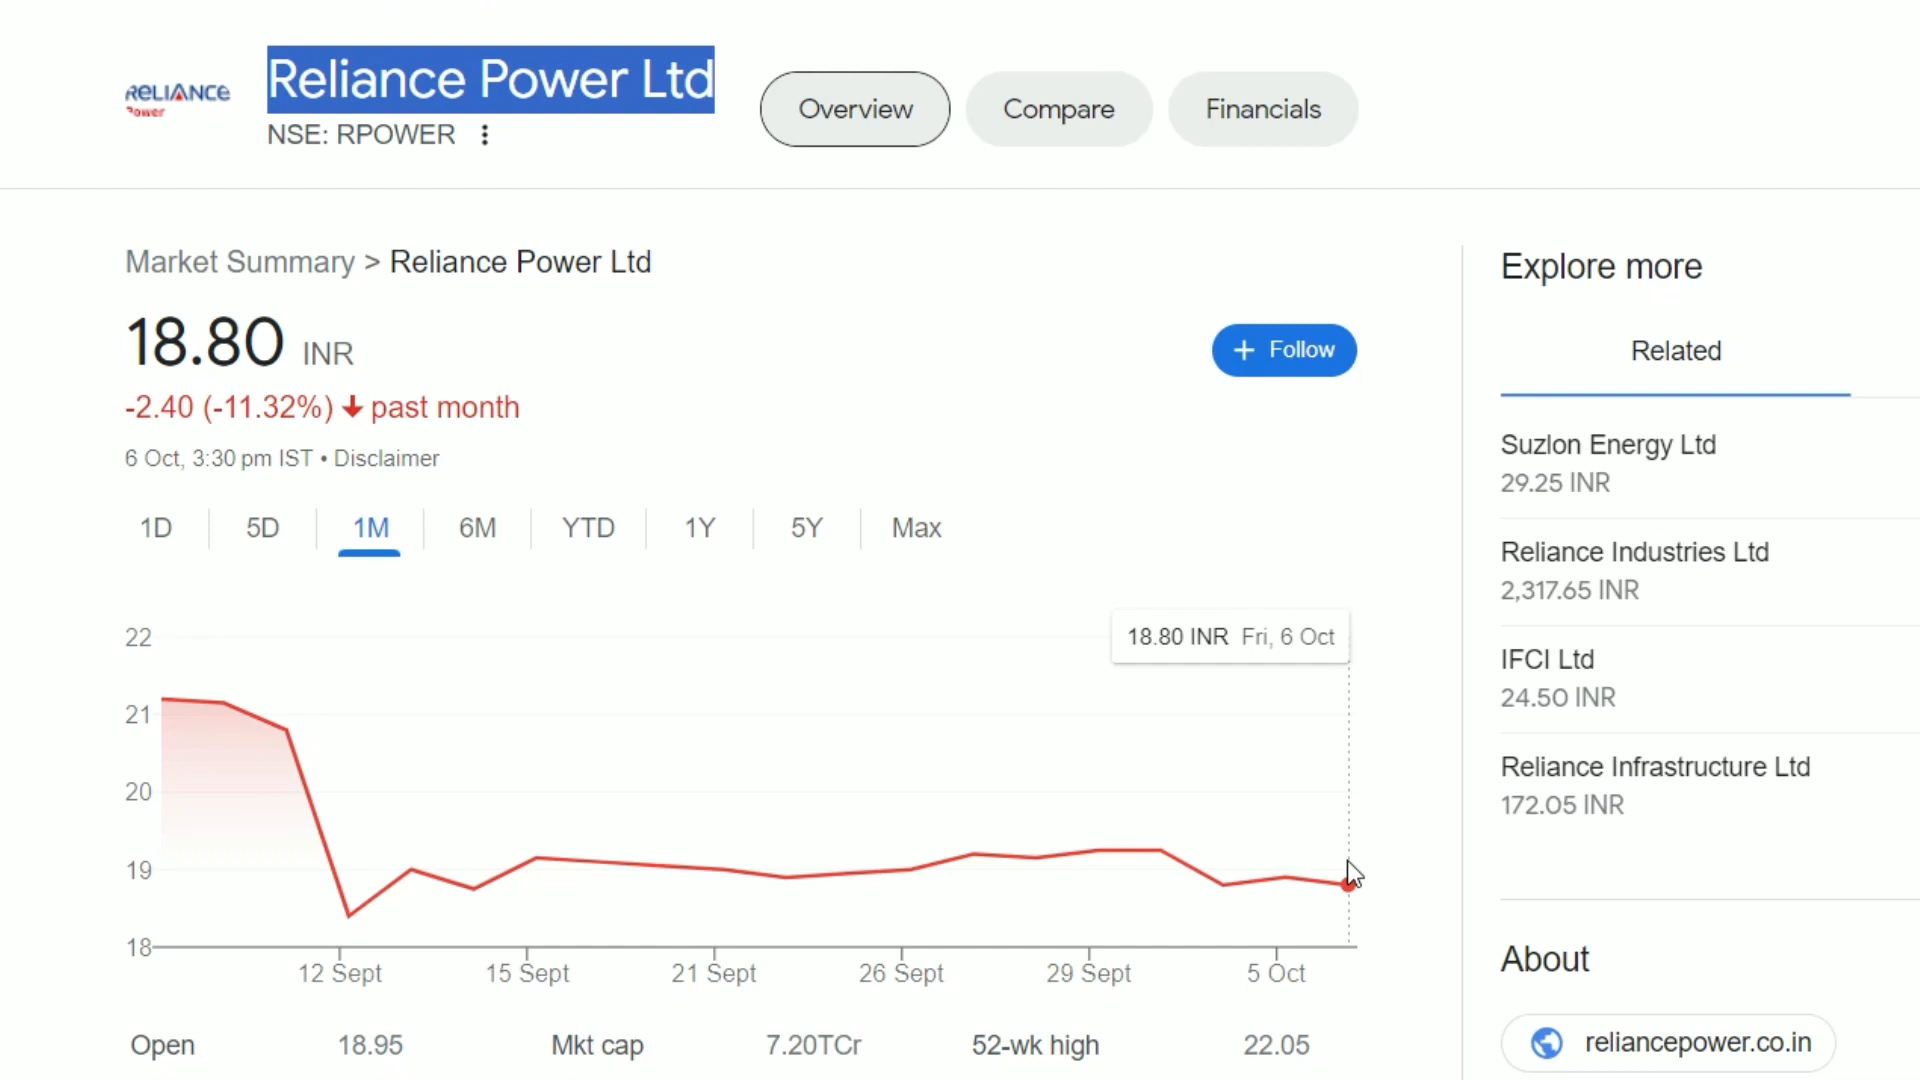 RELIANCE
Power
Reliance Power Ltd
NSE: RPOWER
Overview
Compare
Financials
Market Summary > Reliance Power Ltd
18.80 INR
+ Follow
-2.40 (-11.32%) ↓ past month
6 Oct, 3:30 pm IST • Disclaimer
1D 5D 1M 6M YTD 1Y 5Y Max
18.80 INR Fri, 6 Oct
22
21
20
19
18
12 Sept 15 Sept 21 Sept 26 Sept 29 Sept 5 Oct
Open 18.95 Mkt cap 7.20TCr 52-wk high 22.05
Explore more
Related
Suzlon Energy Ltd
29.25 INR
Reliance Industries Ltd
2,317.65 INR
IFCI Ltd
24.50 INR
Reliance Infrastructure Ltd
172.05 INR
About
reliancepower.co.in